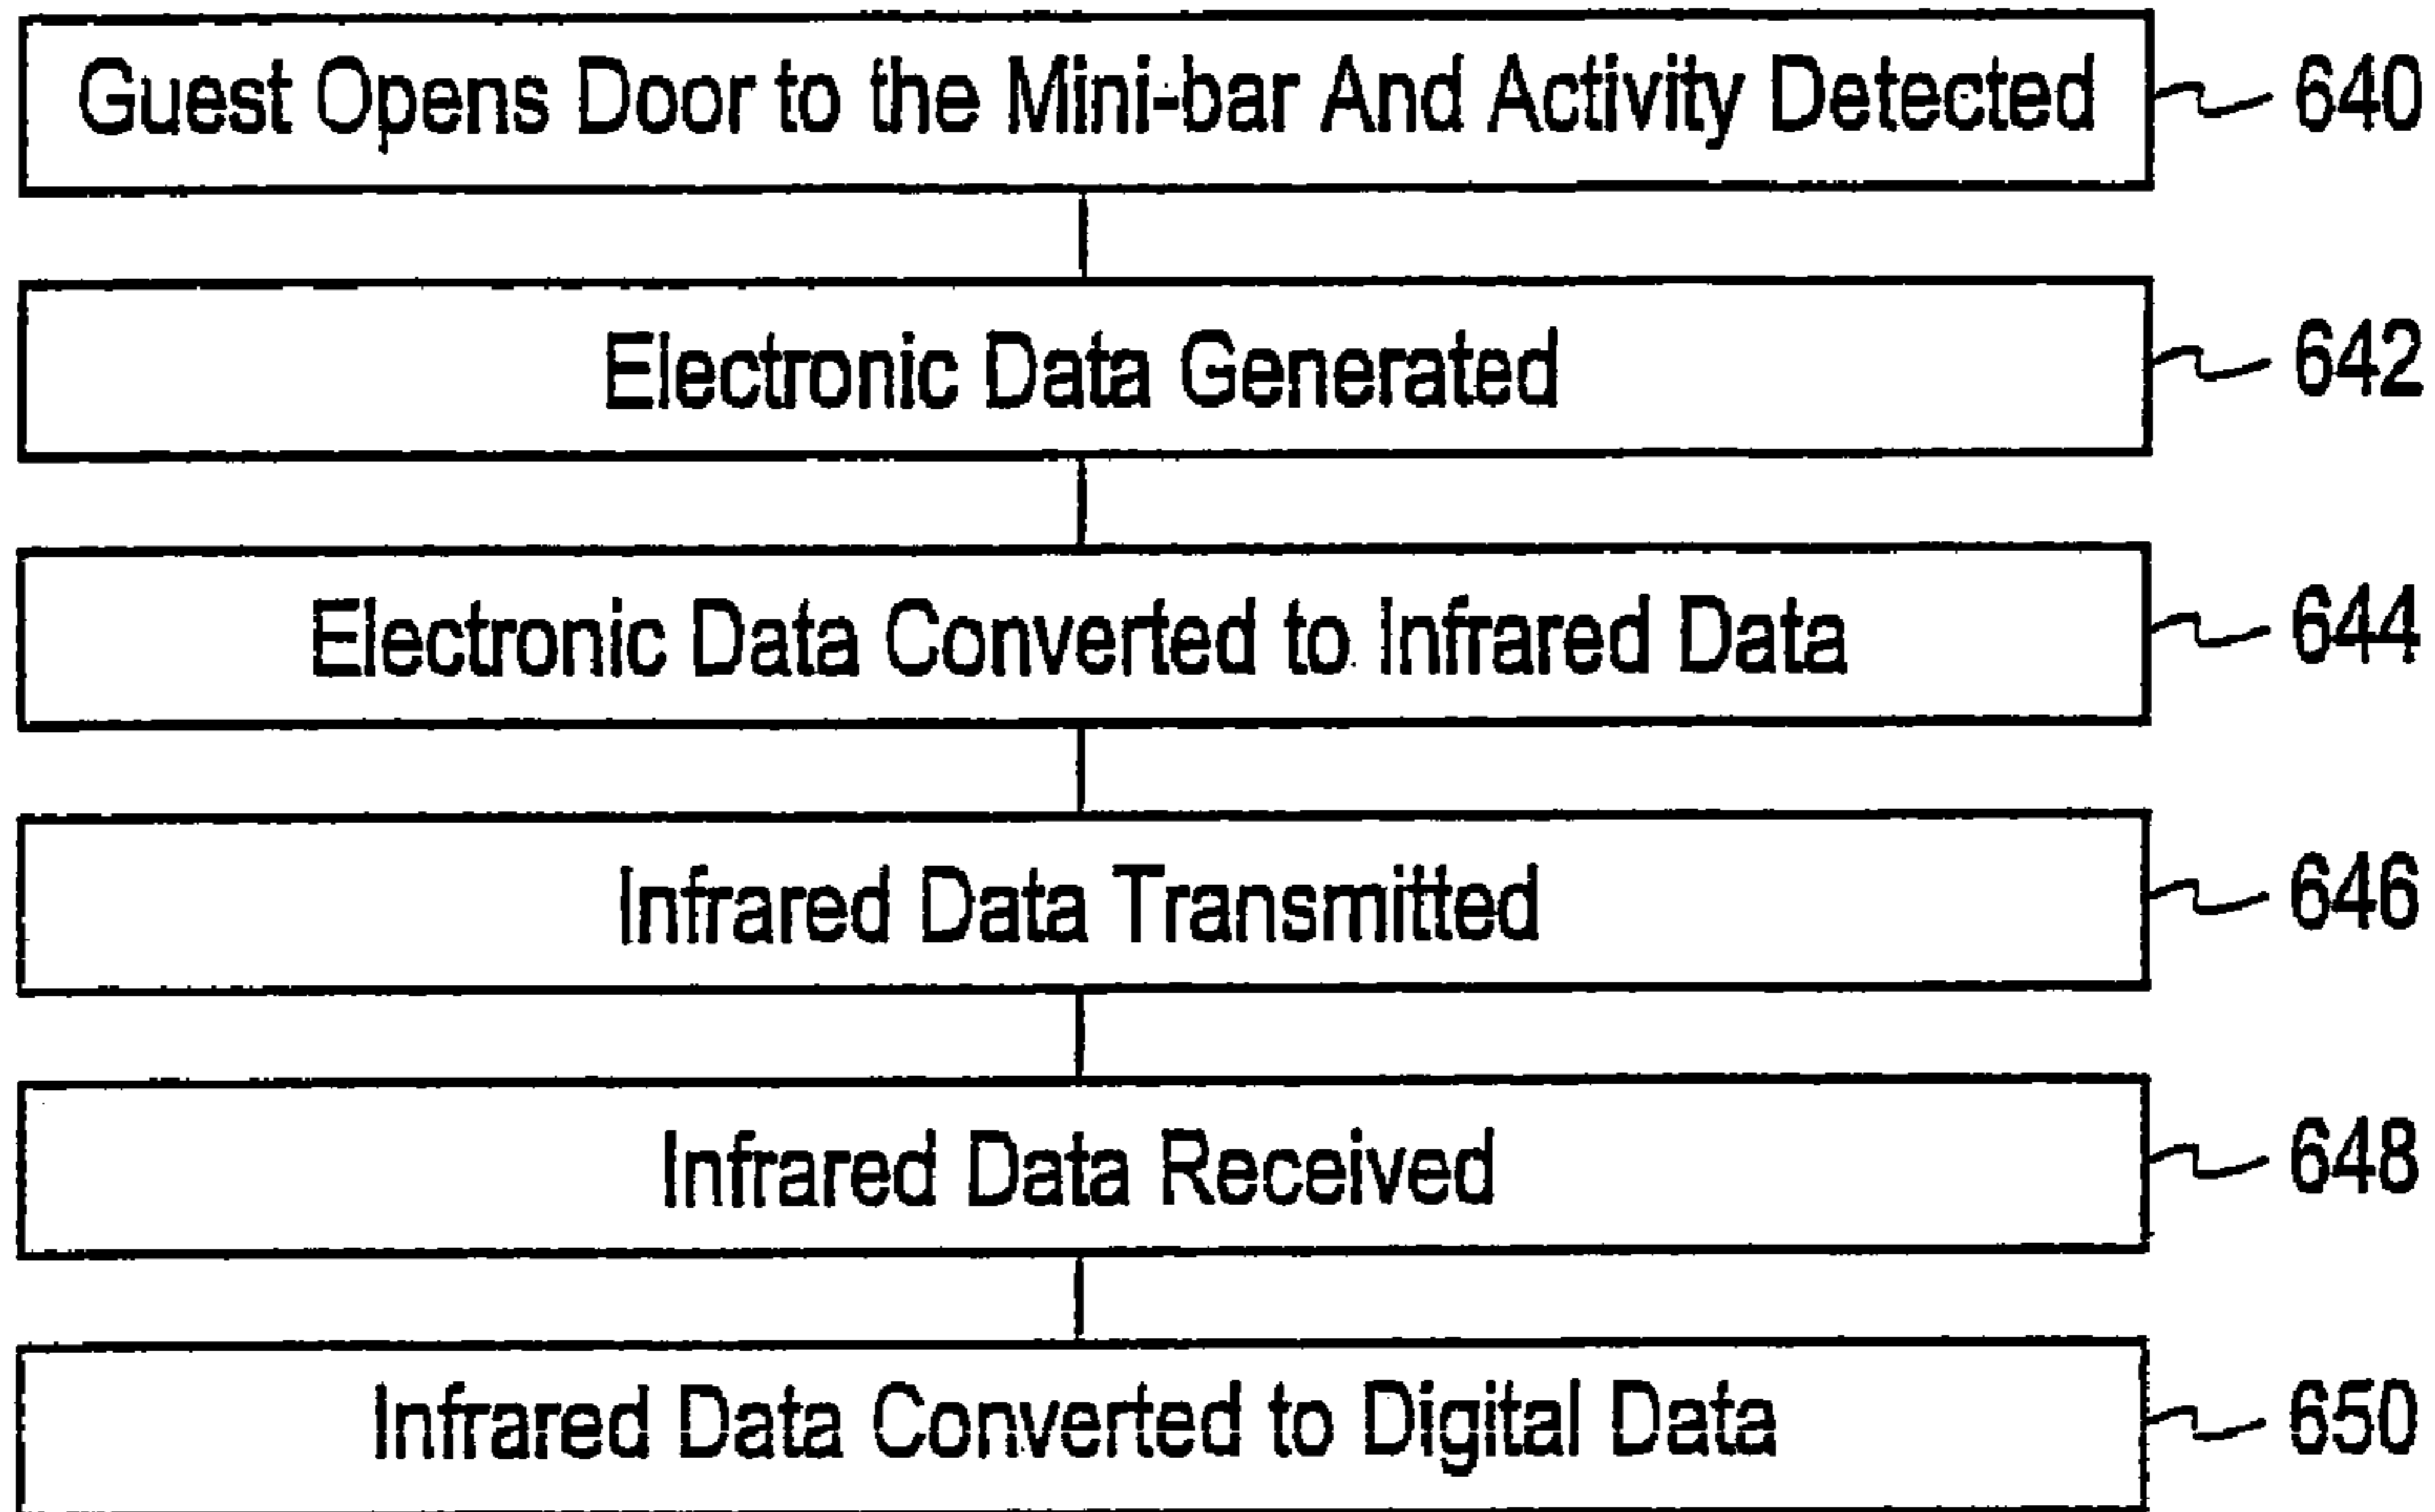 Guest Opens Door to the Mini-bar And Activity Detected 640
Electronic Data Generated 642
Electronic Data Converted to Infrared Data 644
Infrared Data Transmitted 646
Infrared Data Received 648
Infrared Data Converted to Digital Data 650